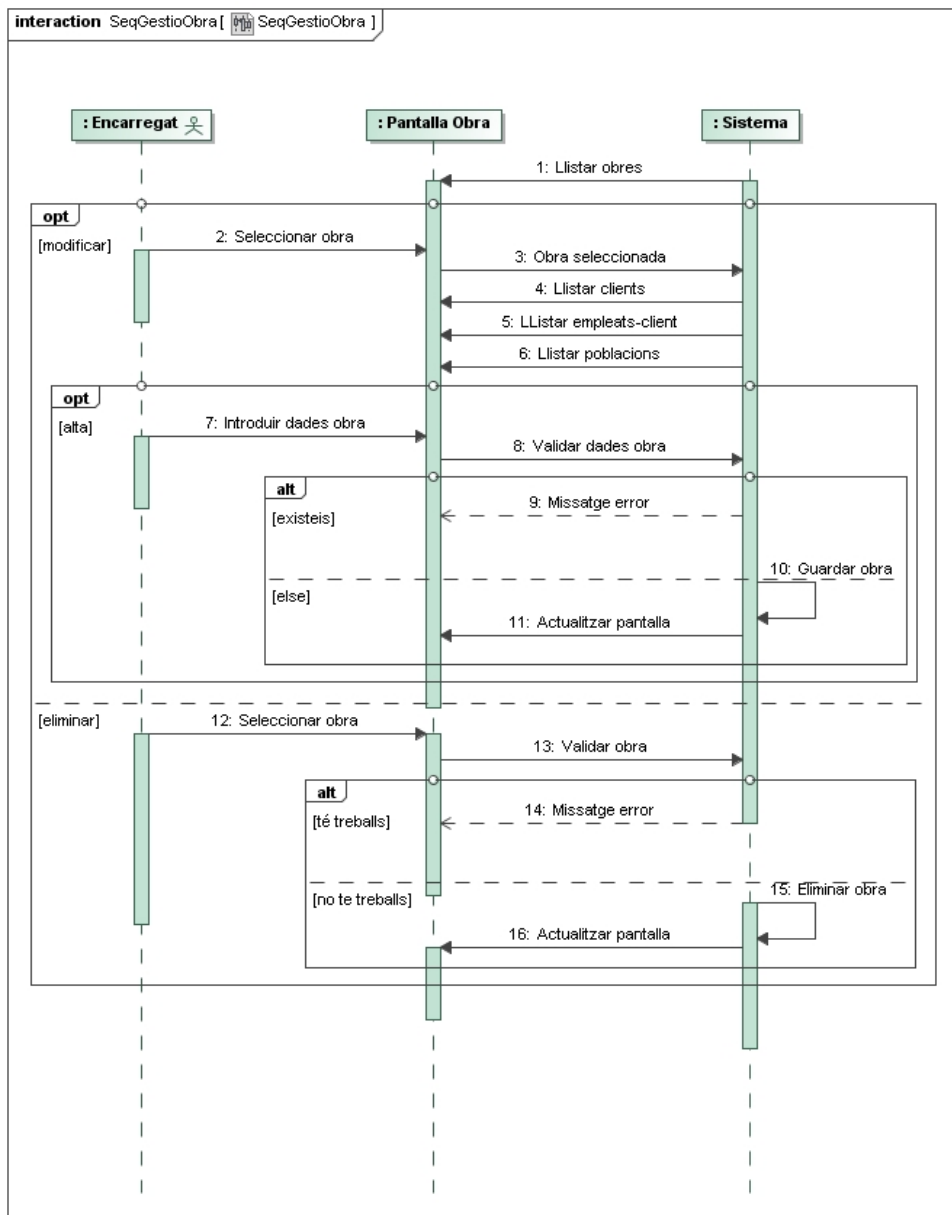 interaction SeqGestioObra[ SeqGestioObra ]
: Encarregat
: Pantalla Obra
: Sistema
1: Llistar obres
opt
[modificar]
2: Seleccionar obra
3: Obra seleccionada
4: Llistar clients
5: LListar empleats-client
6: Llistar poblacions
opt
[alta]
7: Introduir dades obra
8: Validar dades obra
alt
[existeis]
9: Missatge error
10: Guardar obra
[else]
11: Actualitzar pantalla
[eliminar]
12: Seleccionar obra
13: Validar obra
alt
[té treballs]
14: Missatge error
15: Eliminar obra
[no te treballs]
16: Actualitzar pantalla